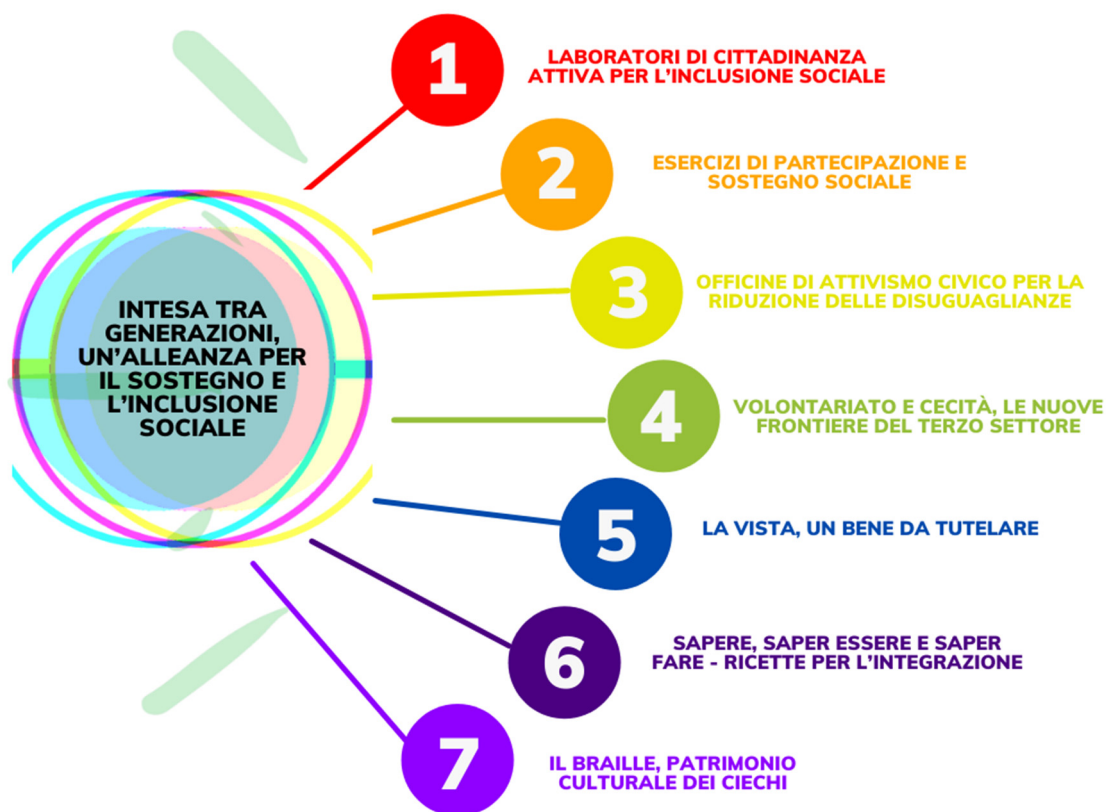 1
LABORATORI DI CITTADINANZA
ATTIVA PER L'INCLUSIONE SOCIALE
2
ESERCIZI DI PARTECIPAZIONE E
SOSTEGNO SOCIALE
3
OFFICINE DI ATTIVISMO CIVICO PER LA
RIDUZIONE DELLE DISUGUAGLIANZE
INTESA TRA
GENERAZIONI,
UN'ALLEANZA PER
IL SOSTEGNO E
L'INCLUSIONE
SOCIALE
4
VOLONTARIATO E CECITÀ, LE NUOVE
FRONTIERE DEL TERZO SETTORE
5
LA VISTA, UN BENE DA TUTELARE
6
SAPERE, SAPER ESSERE E SAPER
FARE - RICETTE PER L'INTEGRAZIONE
7
IL BRAILLE, PATRIMONIO
CULTURALE DEI CIECHI